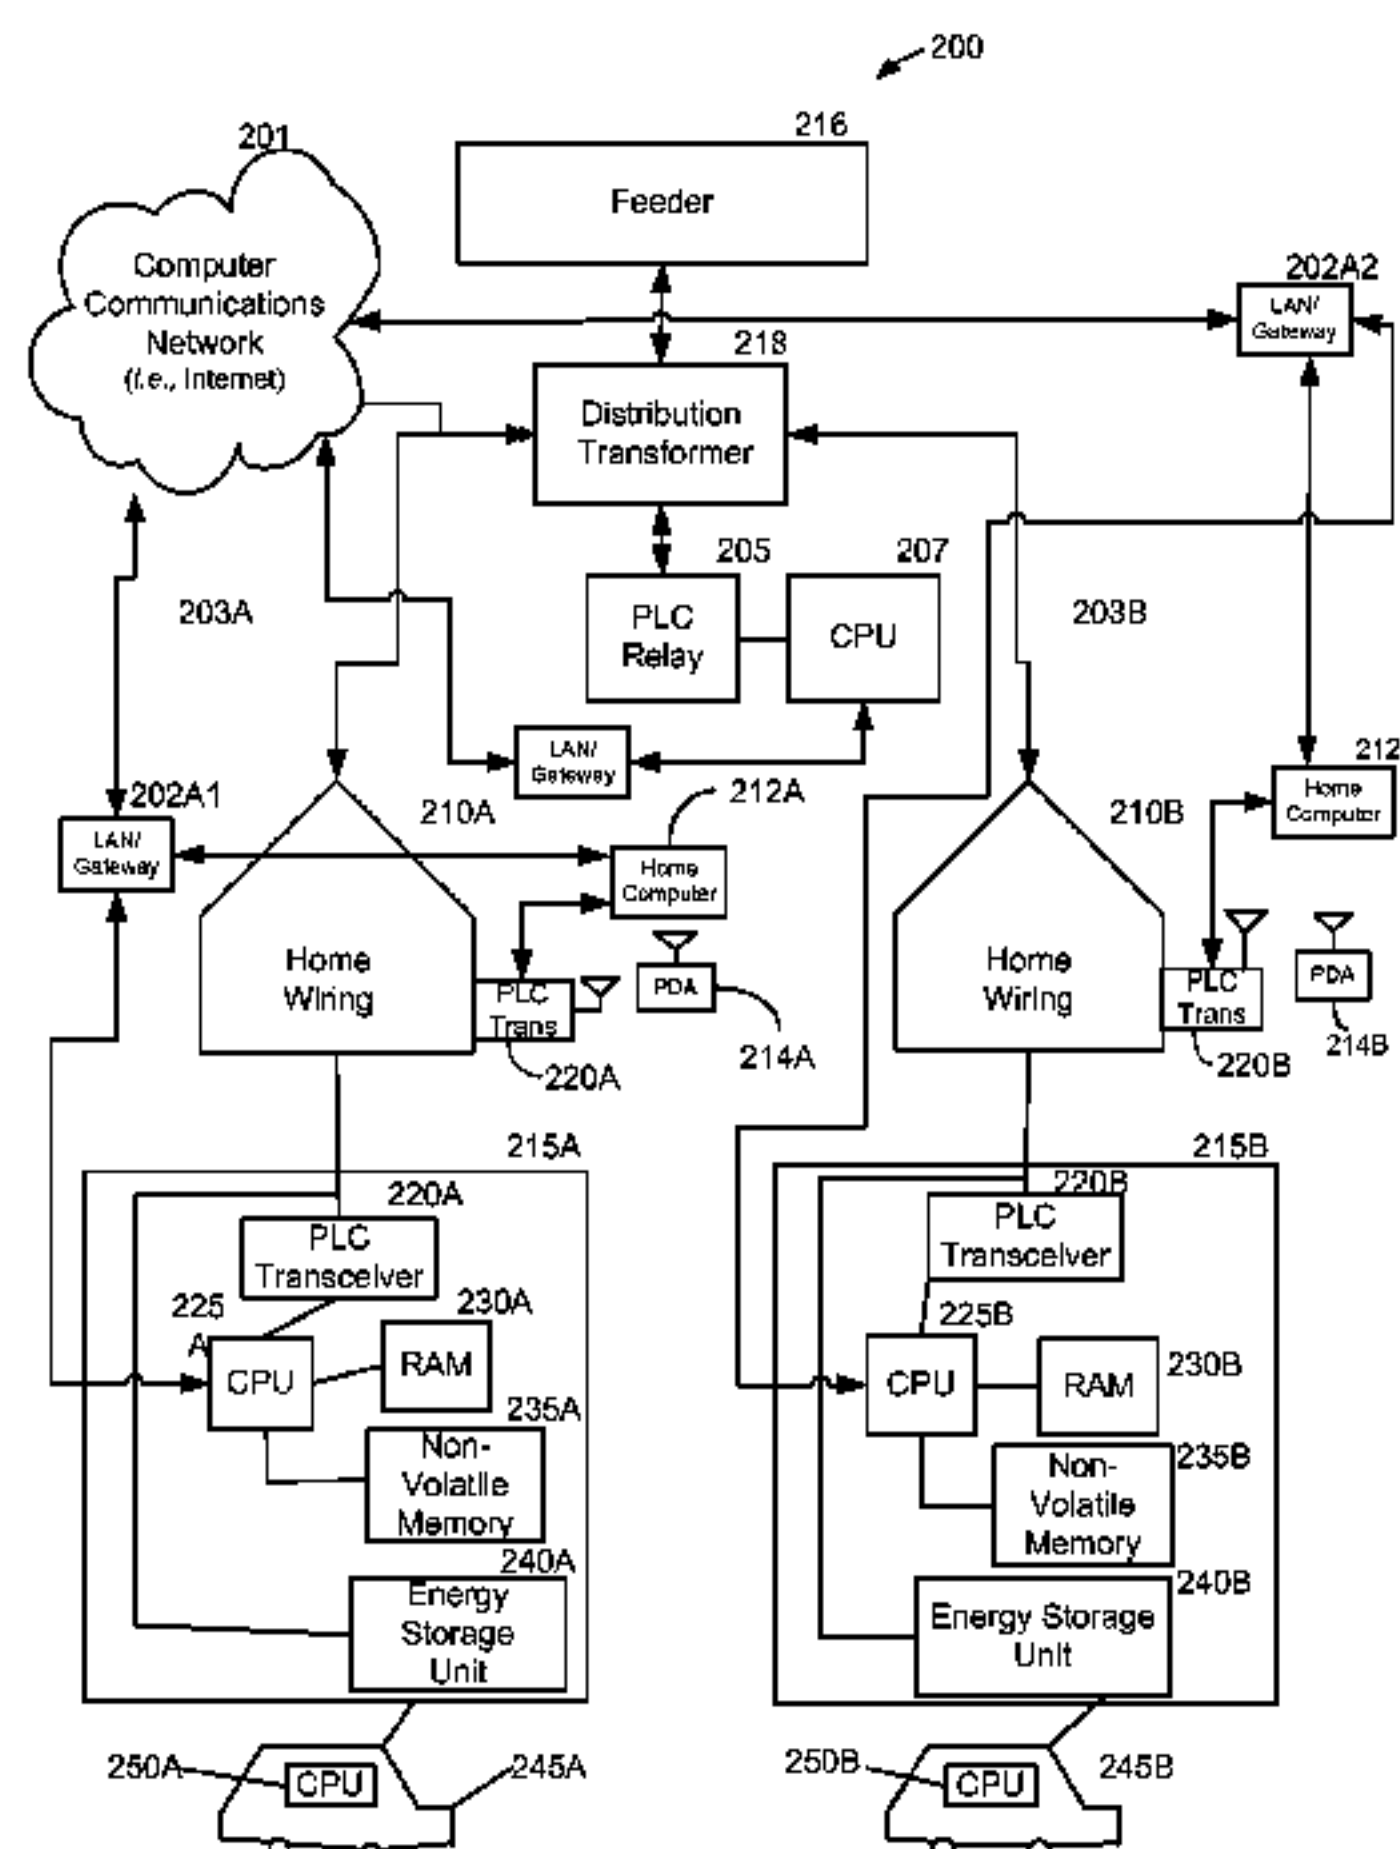 200
216
201
Feeder
202A2
Computer
Communications
Network
(i.e., Internet)
LAN/
Gateway
218
Distribution
Transformer
205
207
203A
PLC
Relay
CPU
203B
LAN/
Gateway
212
202A1
212A
Home
Computer
210A
210B
LAN/
Gateway
Home
Computer
Home
Wiring
PLC
Trans
PDA
Home
Wiring
PLC
Trans
PDA
214A
214B
220A
220B
215A
215B
220A
220B
PLC
Transceiver
PLC
Transceiver
225
A
230A
225B
CPU
RAM
CPU
RAM
230B
235A
235B
Non-
Volatile
Memory
Non-
Volatile
Memory
240A
240B
Energy
Storage
Unit
Energy Storage
Unit
250A
CPU
245A
250B
CPU
245B